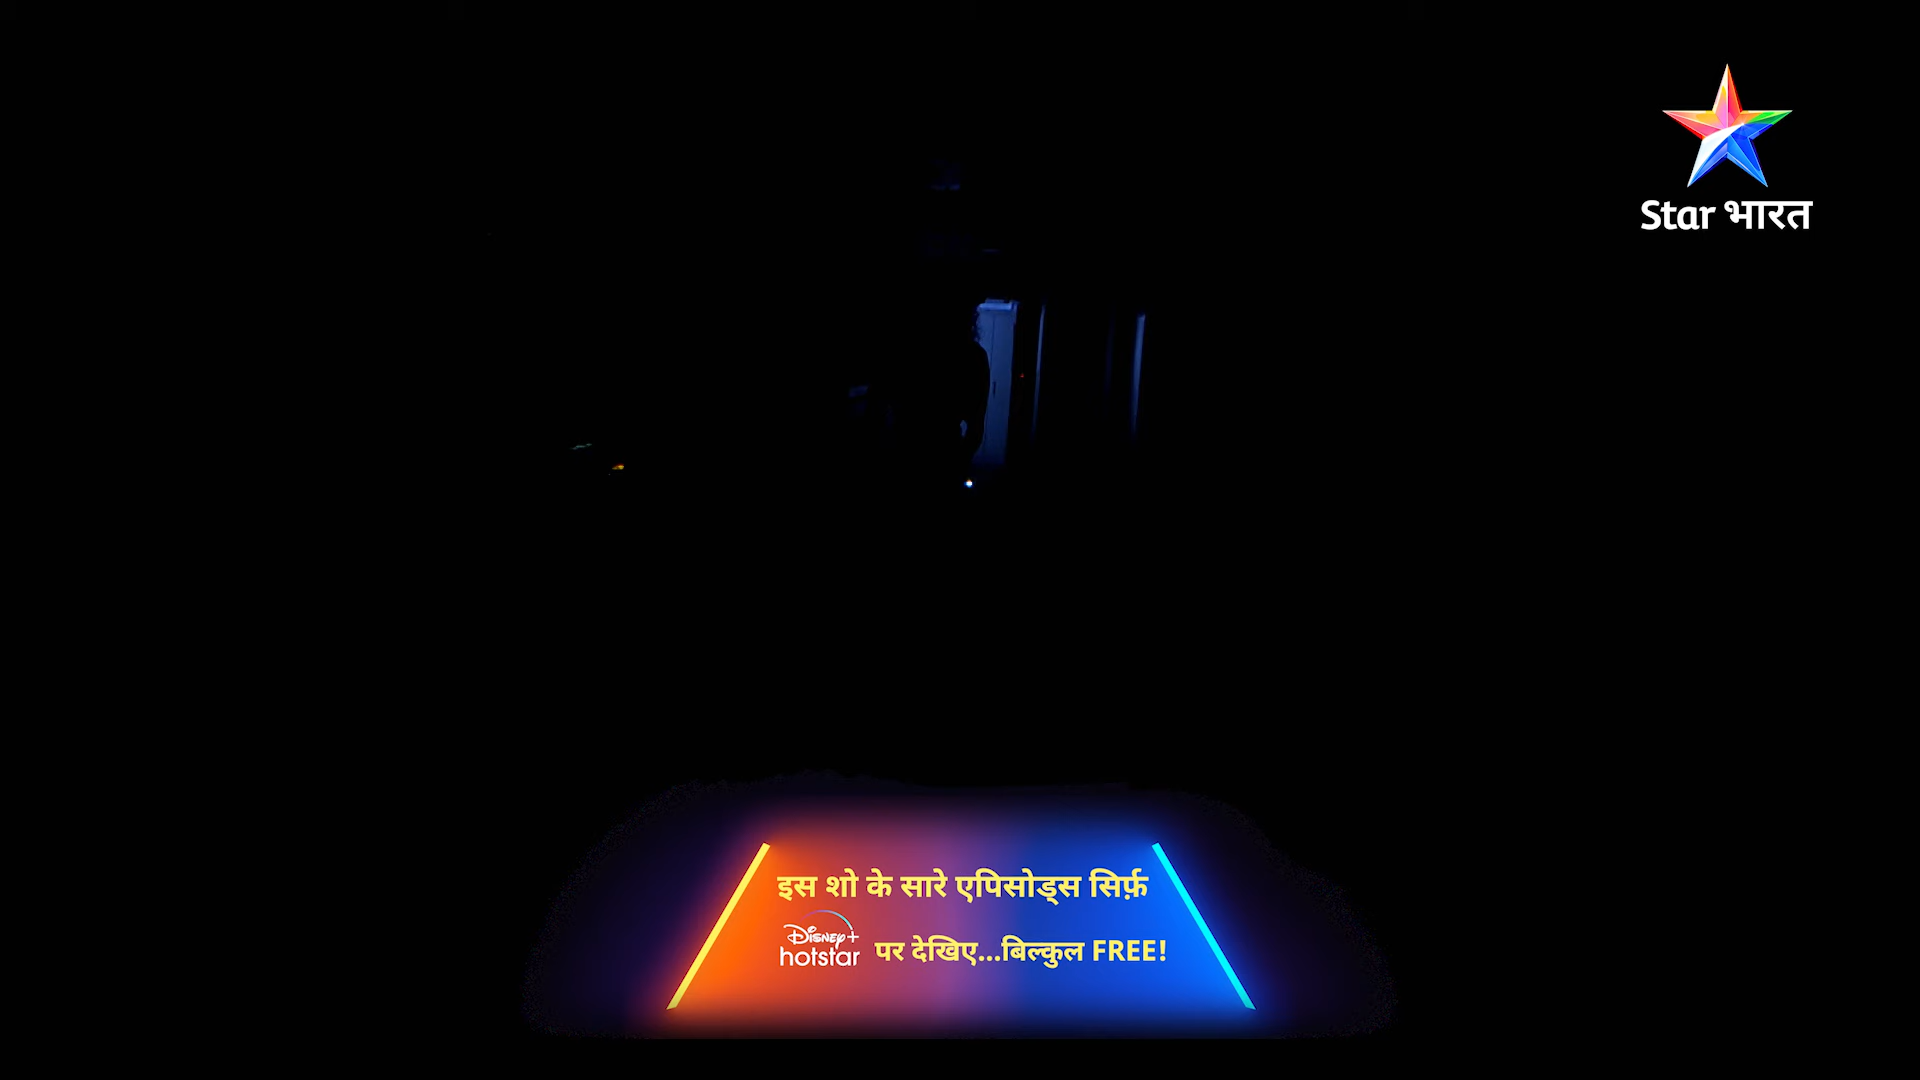 Star भारत
इस शो के सारे एपिसोड्स सिर्फ़
Disney+ hotstar पर देखिए...बिल्कुल FREE!